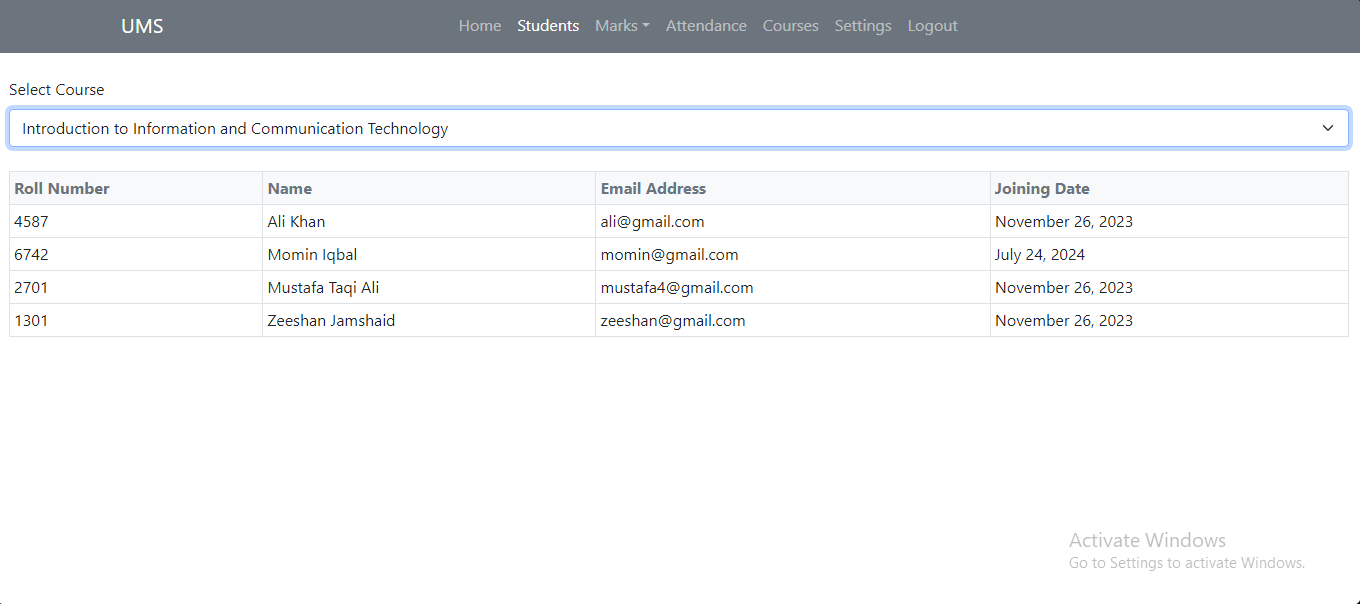 UMS Home Students Marks Attendance Courses Settings Logout
Select Course
Introduction to Information and Communication Technology
Roll Number Name Email Address Joining Date
4587 Ali Khan ali@gmail.com November 26, 2023
6742 Momin Iqbal momin@gmail.com July 24, 2024
2701 Mustafa Taqi Ali mustafa4@gmail.com November 26, 2023
1301 Zeeshan Jamshaid zeeshan@gmail.com November 26, 2023
Activate Windows
Go to Settings to activate Windows.